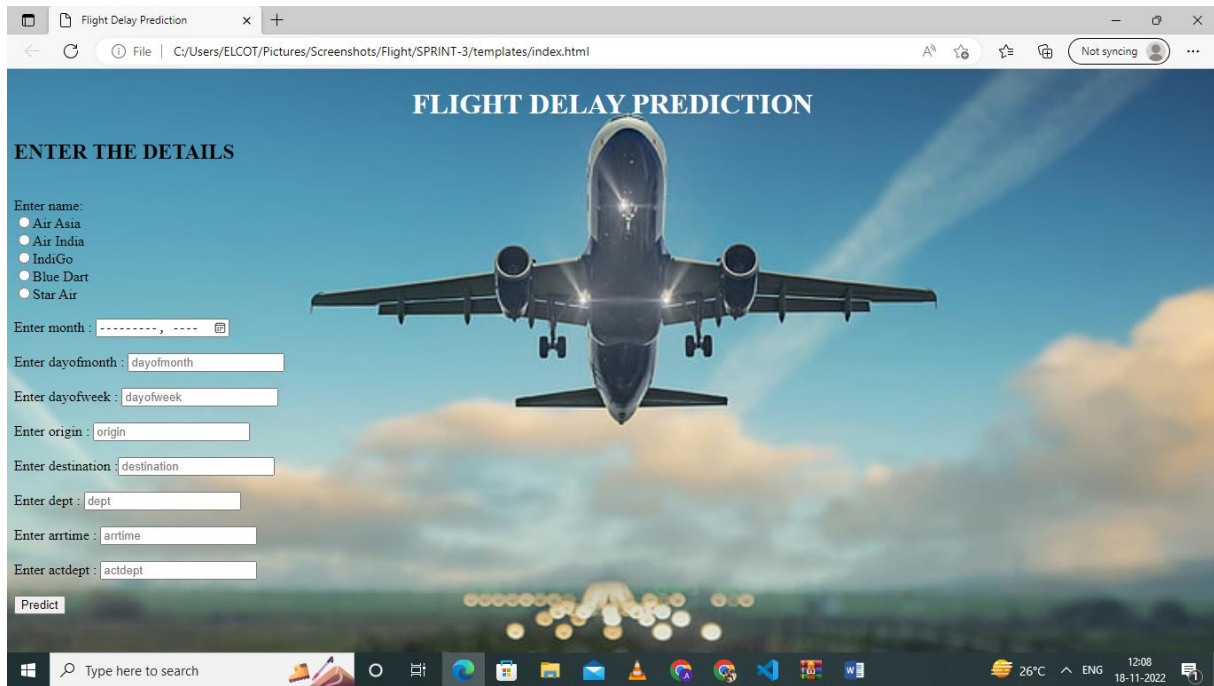 Flight Delay Prediction
File | C:/Users/ELCOT/Pictures/Screenshots/Flight/SPRINT-3/templates/index.html
Not syncing
FLIGHT DELAY PREDICTION
ENTER THE DETAILS
Enter name:
Air Asia
Air India
IndiGo
Blue Dart
Star Air
Enter month : ---------, ----
Enter dayofmonth : dayofmonth
Enter dayofweek : dayofweek
Enter origin : origin
Enter destination : destination
Enter dept : dept
Enter arrtime : arrtime
Enter actdept : actdept
Predict
Type here to search
26°C
ENG
12:08
18-11-2022
1